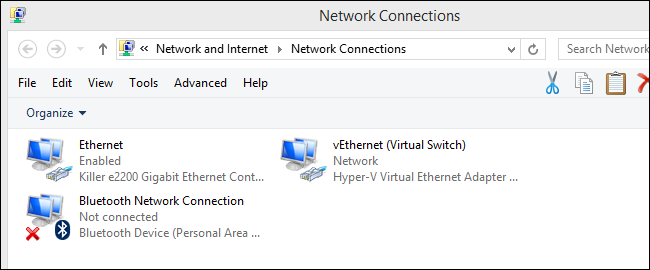 Network Connections
« Network and Internet Network Connections Search Network
File Edit View Tools Advanced Help
Organize
Ethernet
Enabled
Killer e2200 Gigabit Ethernet Cont...
vEthernet (Virtual Switch)
Network
Hyper-V Virtual Ethernet Adapter ...
Bluetooth Network Connection
Not connected
Bluetooth Device (Personal Area ...